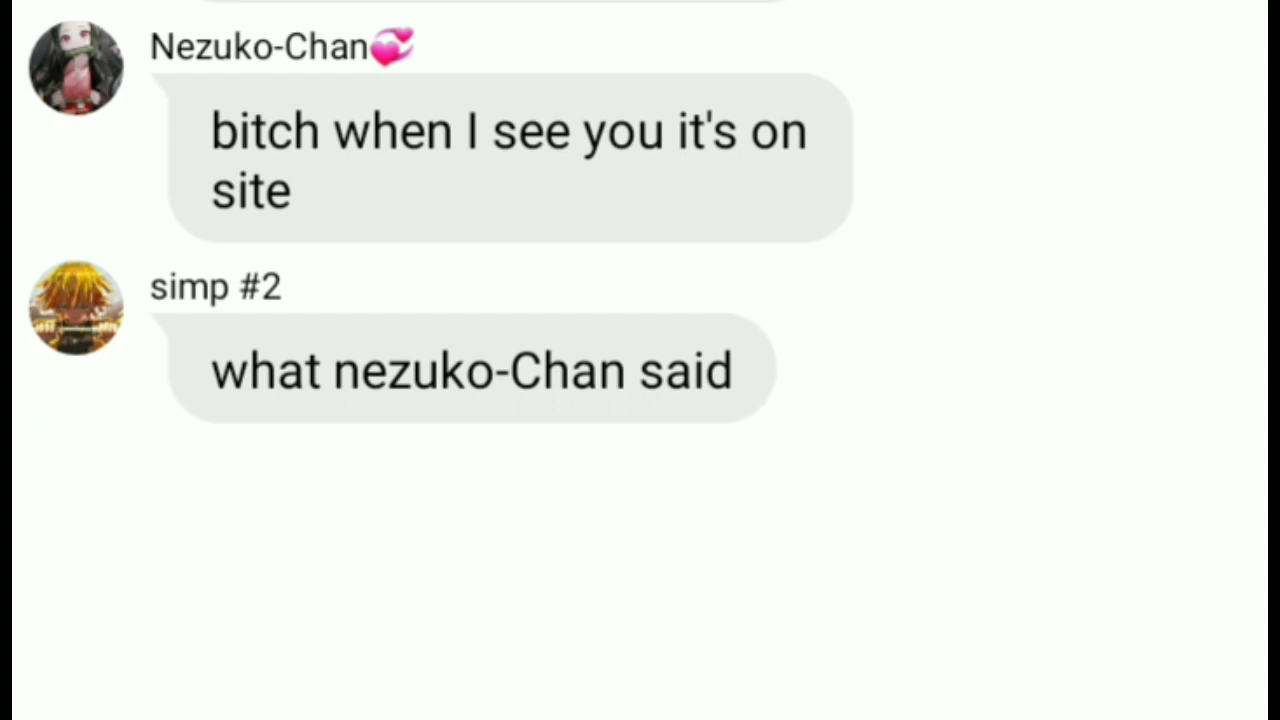 Nezuko-Chan💞
bitch when I see you it's on
site
simp #2
what nezuko-Chan said